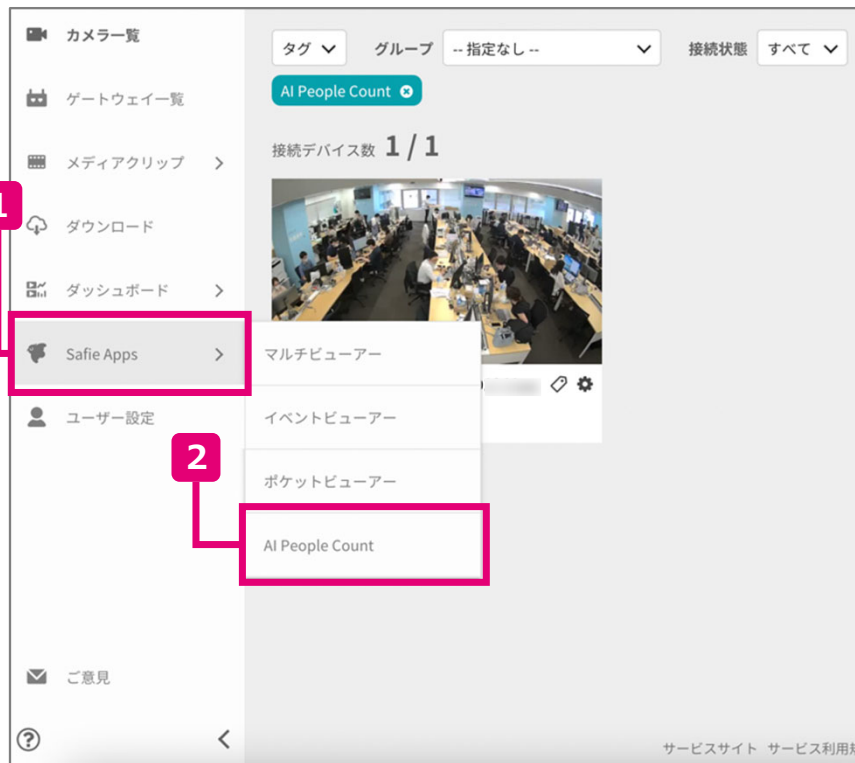 カメラ一覧
ゲートウェイ一覧
メディアクリップ
ダウンロード
ダッシュボード
1
Safie Apps
ユーザー設定
ご意見
タグ グループ -- 指定なし -- 接続状態 すべて
AI People Count
接続デバイス数 1 / 1
マルチビューアー
イベントビューアー
ポケットビューアー
2
AI People Count
サービスサイト サービス利用規